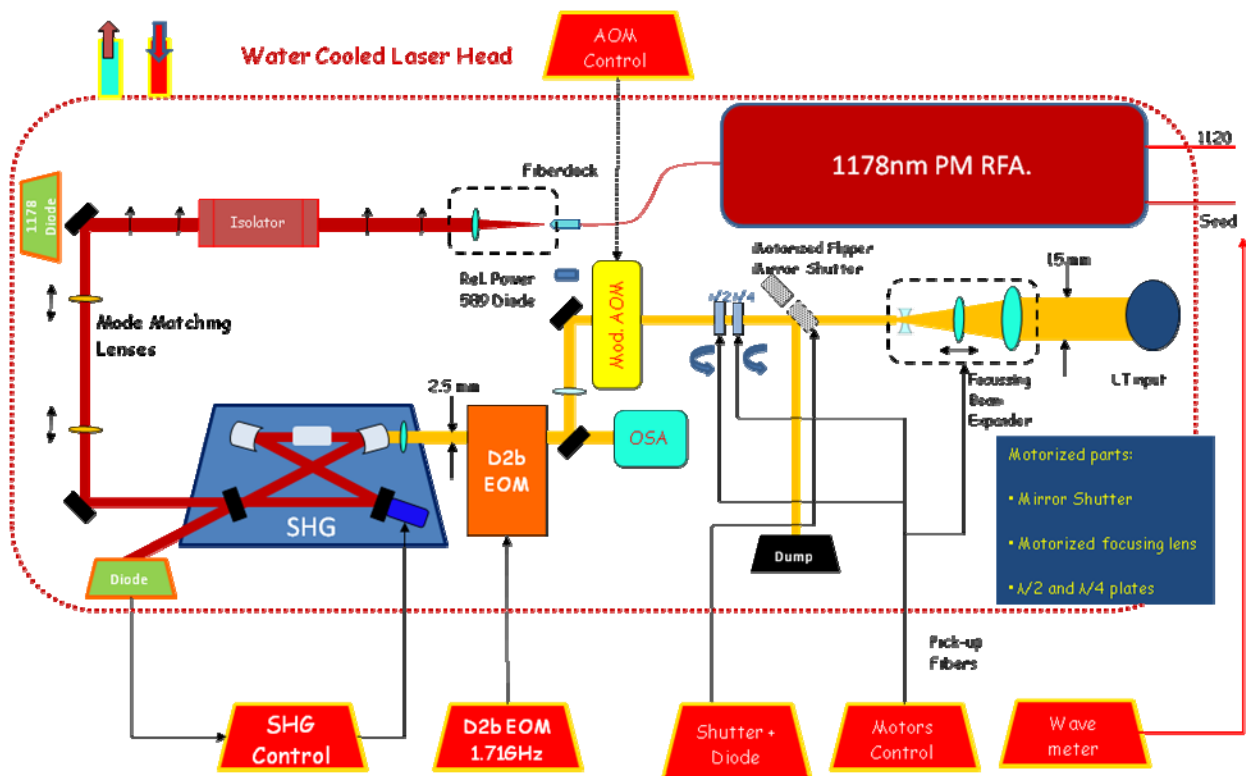 Water Cooled Laser Head
AOM
Control
1178nm PM RFA.
1120
Seed
Fiberdock
1178
Diode
Isolator
Rel. Power
589 Diode
Motorized Flipper
Mirror Shutter
15 mm
Mod. AOM
λ/2
λ/4
Mode Matching
Lenses
2.5 mm
Focussing
Beam
Expander
LT input
D2b
EOM
OSA
SHG
Motorized parts:
• Mirror Shutter
• Motorized focusing lens
• λ/2 and λ/4 plates
Dump
Diode
Pick-up
Fibers
SHG
Control
D2b EOM
1.71GHz
Shutter +
Diode
Motors
Control
Wave
meter